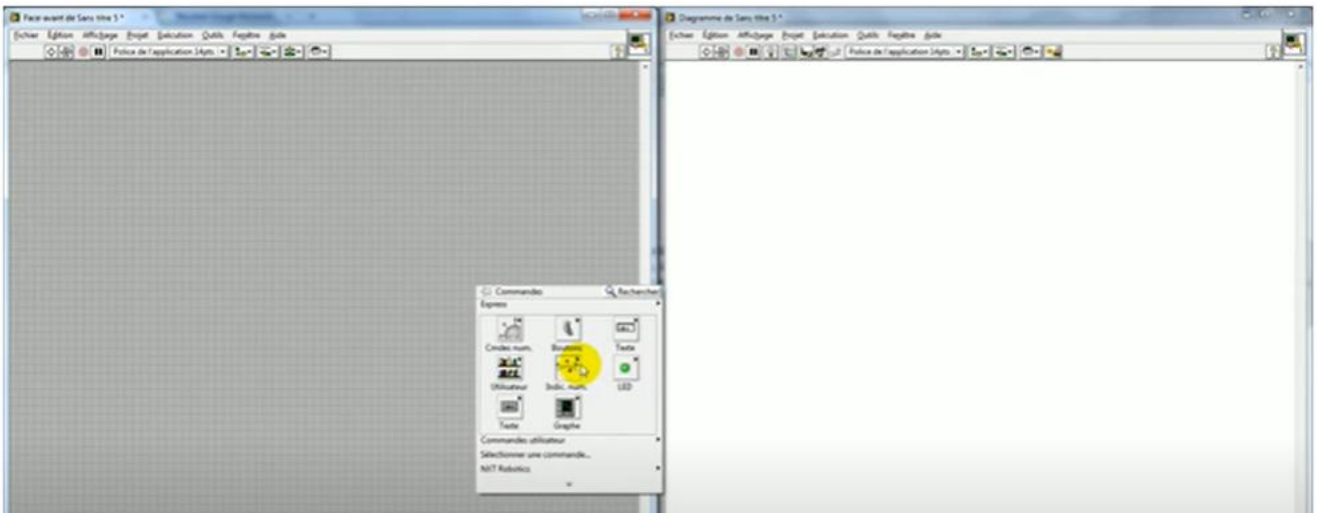 Face avant de Sans titre 5 *
Fichier Édition Affichage Projet Exécution Outils Fenêtre Aide
Police de l'application 14pts
Commandes Rechercher
Express
Cmdes num. Boutons Texte
Utilisateur Indic. num. LED
Texte Graphe
Commandes utilisateur
Sélectionner une commande...
NXT Robotics
Diagramme de Sans titre 5 *
Fichier Édition Affichage Projet Exécution Outils Fenêtre Aide
Police de l'application 14pts